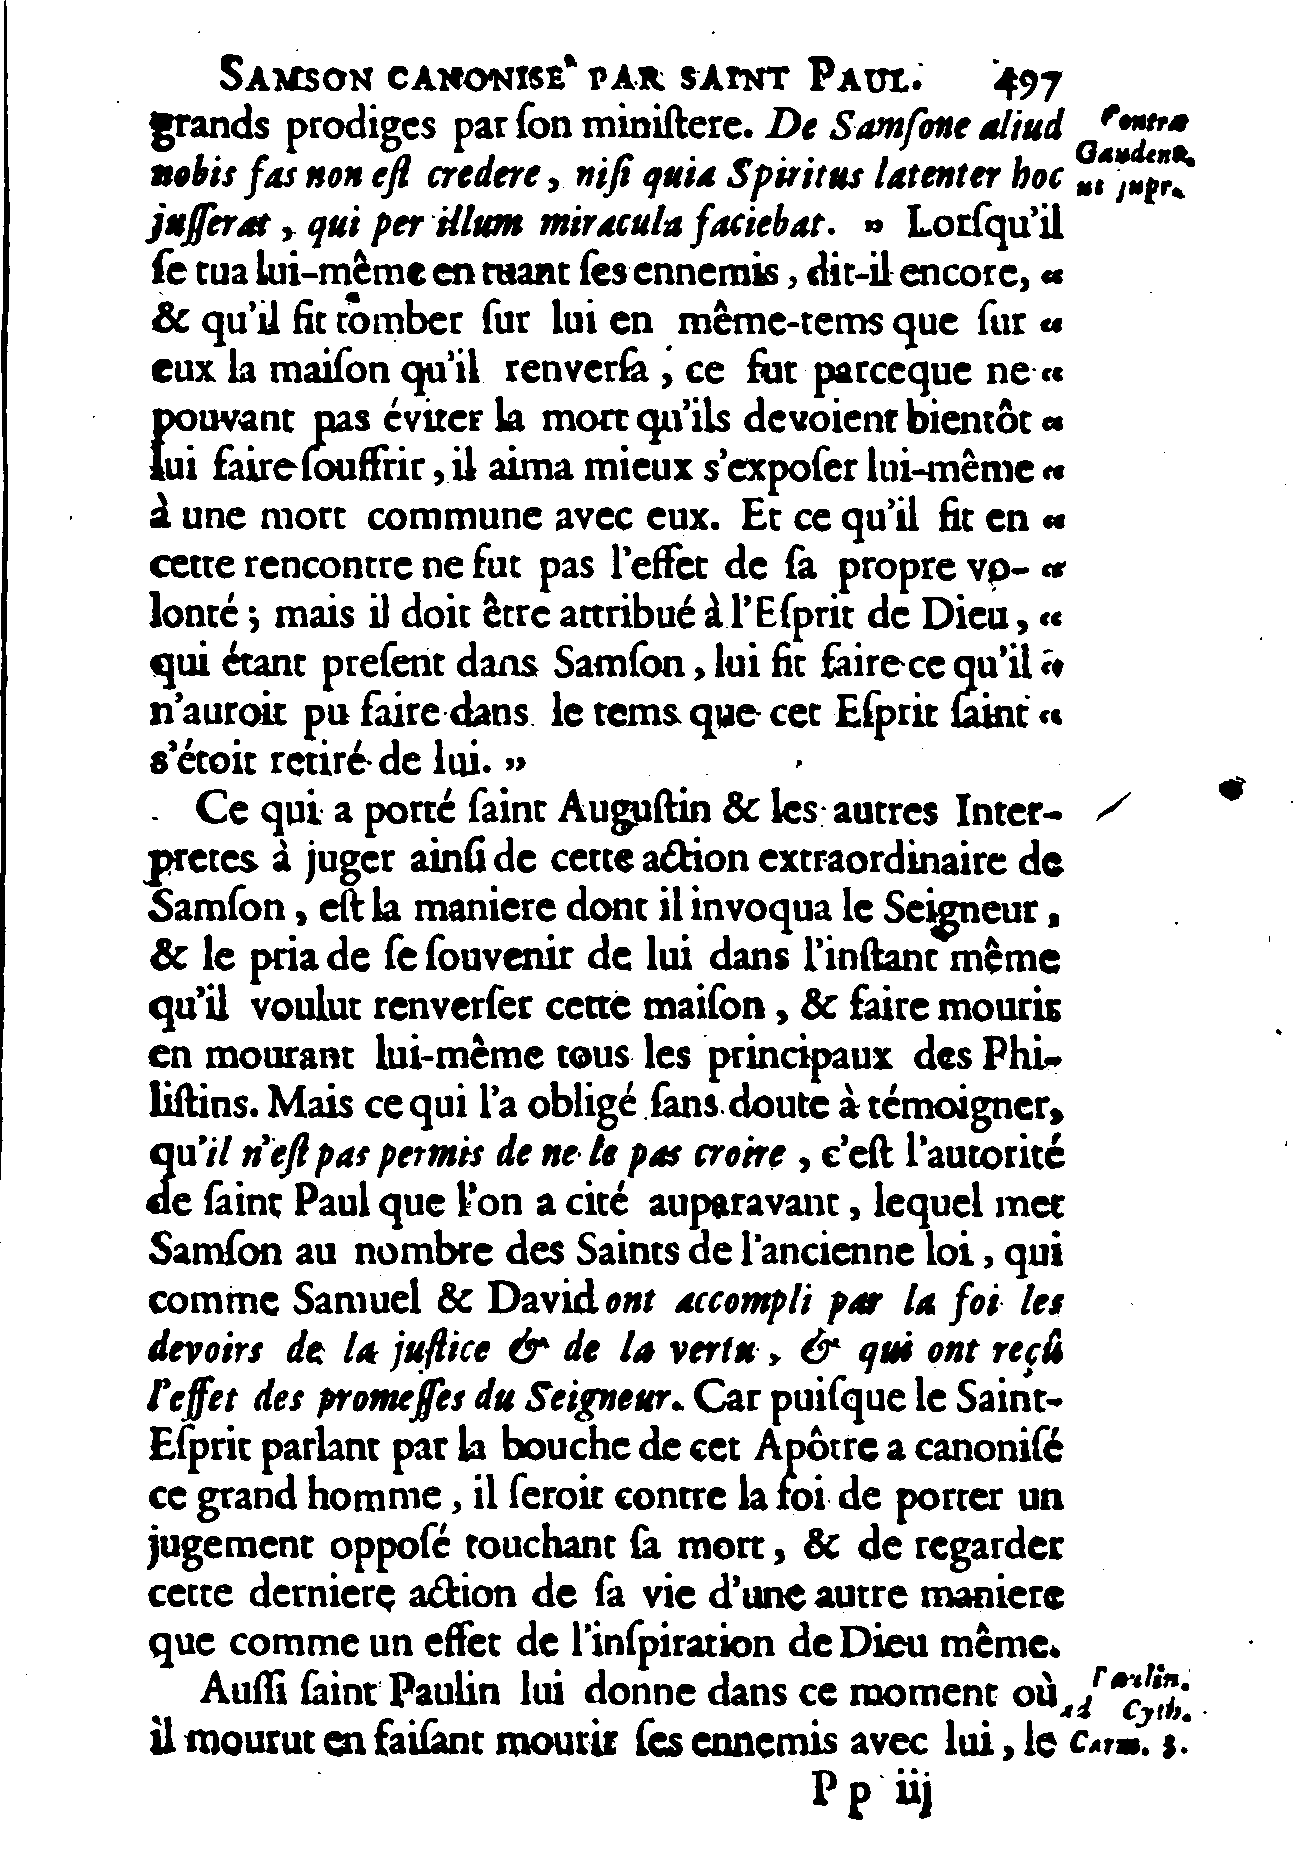 SAMSON CANONISE' PAR SAINT PAUL. 497
grands prodiges par ſon miniſtere. De Samſone aliud
nobis fas non eſt credere, niſi quia Spiritus latenter hoc
juſſerat, qui per illum miracula faciebat. » Lorſqu'il
ſe tua lui-même en tuant ſes ennemis, dit-il encore, «
& qu'il fit tomber ſur lui en même-tems que ſur «
eux la maiſon qu'il renverſa, ce fut parceque ne «
pouvant pas éviter la mort qu'ils devoient bientôt «
lui faire ſouffrir, il aima mieux s'expoſer lui-même «
à une mort commune avec eux. Et ce qu'il fit en «
cette rencontre ne fut pas l'effet de ſa propre vo- «
lonté; mais il doit être attribué à l'Eſprit de Dieu, «
qui étant preſent dans Samſon, lui fit faire ce qu'il «
n'auroit pu faire dans le tems que cet Eſprit ſaint «
s'étoit retiré de lui. »
Ce qui a porté ſaint Auguſtin & les autres Inter-
pretes à juger ainſi de cette action extraordinaire de
Samſon, eſt la maniere dont il invoqua le Seigneur,
& le pria de ſe ſouvenir de lui dans l'inſtant même
qu'il voulut renverſer cette maiſon, & faire mourir
en mourant lui-même tous les principaux des Phi-
liſtins. Mais ce qui l'a obligé ſans doute à témoigner,
qu'il n'eſt pas permis de ne le pas croire, c'eſt l'autorité
de ſaint Paul que l'on a cité auparavant, lequel met
Samſon au nombre des Saints de l'ancienne loi, qui
comme Samuel & David ont accompli par la foi les
devoirs de la juſtice & de la vertu, & qui ont reçû
l'effet des promeſſes du Seigneur. Car puiſque le Saint-
Eſprit parlant par la bouche de cet Apôtre a canoniſé
ce grand homme, il ſeroit contre la foi de porter un
jugement oppoſé touchant ſa mort, & de regarder
cette derniere action de ſa vie d'une autre maniere
que comme un effet de l'inſpiration de Dieu même.
Auſſi ſaint Paulin lui donne dans ce moment où
il mourut en faiſant mourir ſes ennemis avec lui, le
Pp iij
Contra
Gaudent.
ut ſupr.
Paulin.
ad Cyth.
Carm. 3.